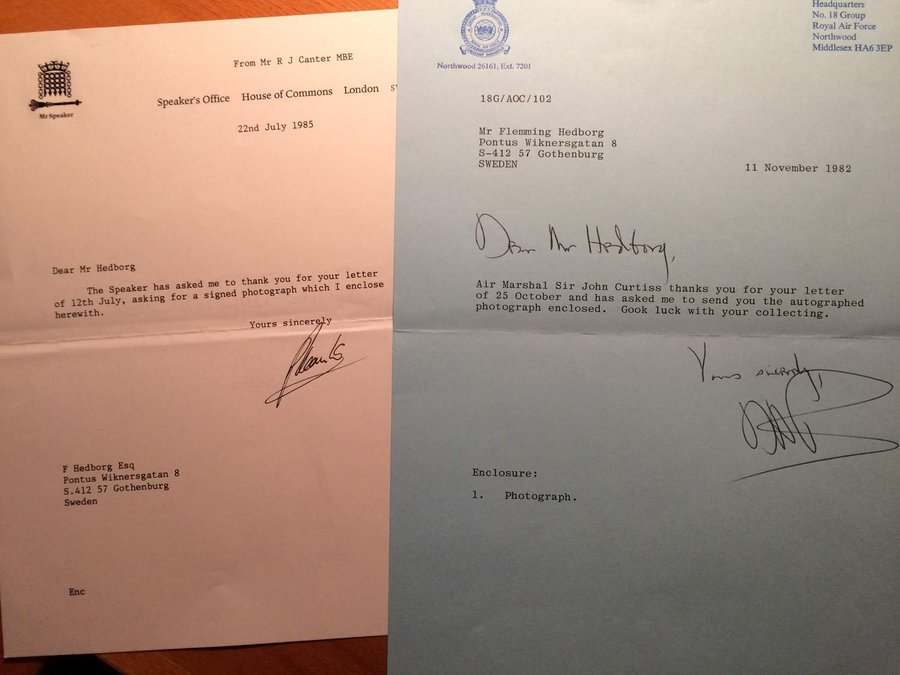 From Mr R J Canter MBE
Mr Speaker
Speaker's Office House of Commons London
22nd July 1985
Dear Mr Hedborg
The Speaker has asked me to thank you for your letter
of 12th July, asking for a signed photograph which I enclose
herewith.
Yours sincerely
F Hedborg Esq
Pontus Wiknersgatan 8
S.412 57 Gothenburg
Sweden
Enc
Headquarters
No. 18 Group
Royal Air Force
Northwood
Middlesex HA6 3EP
Northwood 26161, Ext. 7201
18G/AOC/102
Mr Flemming Hedborg
Pontus Wiknersgatan 8
S-412 57 Gothenburg
SWEDEN
11 November 1982
Dear Mr Hedborg,
Air Marshal Sir John Curtiss thanks you for your letter
of 25 October and has asked me to send you the autographed
photograph enclosed. Gook luck with your collecting.
Yours sincerely,
Enclosure:
1. Photograph.